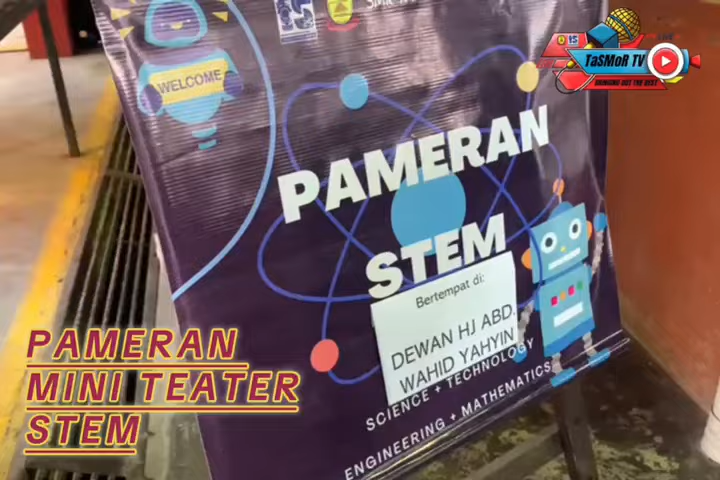 WELCOME
TaSMoR TV
BRINGING OUT THE BEST
PAMERAN
STEM
Bertempat di:
DEWAN HJ ABD.
WAHID YAHYIN
SCIENCE + TECHNOLOGY
ENGINEERING + MATHEMATICS
PAMERAN
MINI TEATER
STEM